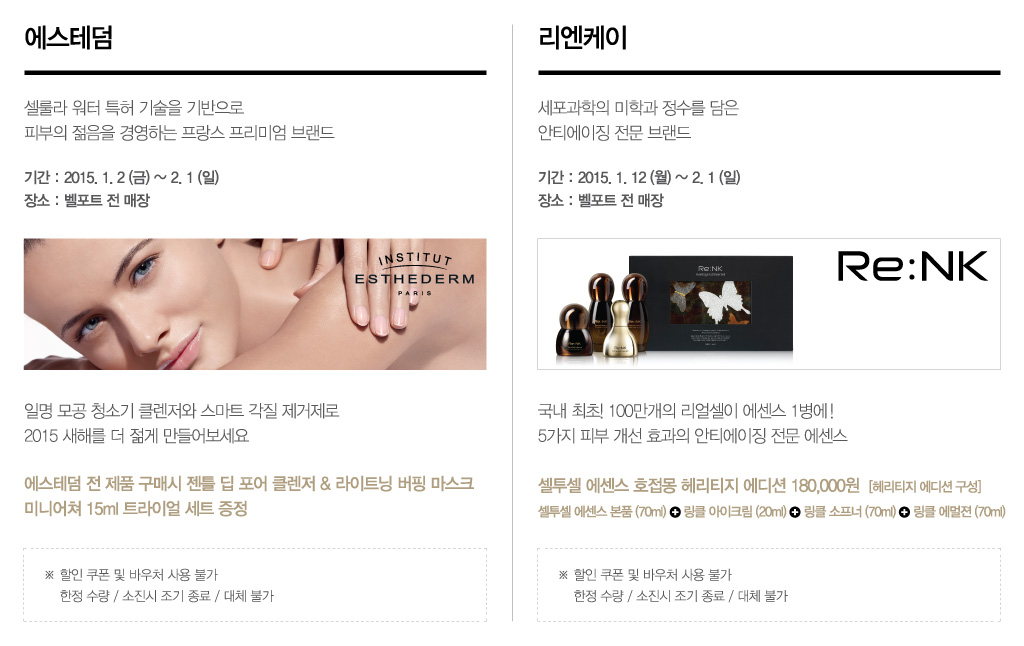 에스테덤
셀룰라 워터 특허 기술을 기반으로
피부의 젊음을 경영하는 프랑스 프리미엄 브랜드
기간 : 2015. 1. 2 (금) ~ 2. 1 (일)
장소 : 벨포트 전 매장
INSTITUT
ESTHEDERM
PARIS
일명 모공 청소기 클렌저와 스마트 각질 제거제로
2015 새해를 더 젊게 만들어보세요
에스테덤 전 제품 구매시 젠틀 딥 포어 클렌저 & 라이트닝 버핑 마스크
미니어쳐 15ml 트라이얼 세트 증정
※ 할인 쿠폰 및 바우처 사용 불가
한정 수량 / 소진시 조기 종료 / 대체 불가
리엔케이
세포과학의 미학과 정수를 담은
안티에이징 전문 브랜드
기간 : 2015. 1. 12 (월) ~ 2. 1 (일)
장소 : 벨포트 전 매장
Re:NK
Re:NK
국내 최초! 100만개의 리얼셀이 에센스 1병에!
5가지 피부 개선 효과의 안티에이징 전문 에센스
셀투셀 에센스 호접몽 헤리티지 에디션 180,000원 [헤리티지 에디션 구성]
셀투셀 에센스 본품 (70ml) + 링클 아이크림 (20ml) + 링클 소프너 (70ml) + 링클 에멀젼 (70ml)
※ 할인 쿠폰 및 바우처 사용 불가
한정 수량 / 소진시 조기 종료 / 대체 불가